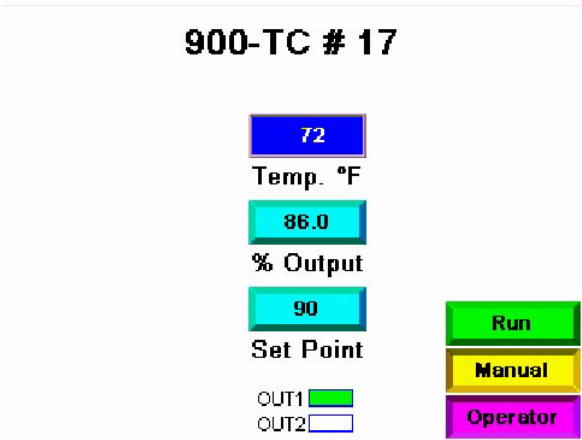 900-TC # 17
72
Temp. °F
86.0
% Output
90
Set Point
Run
Manual
OUT1
OUT2
Operator